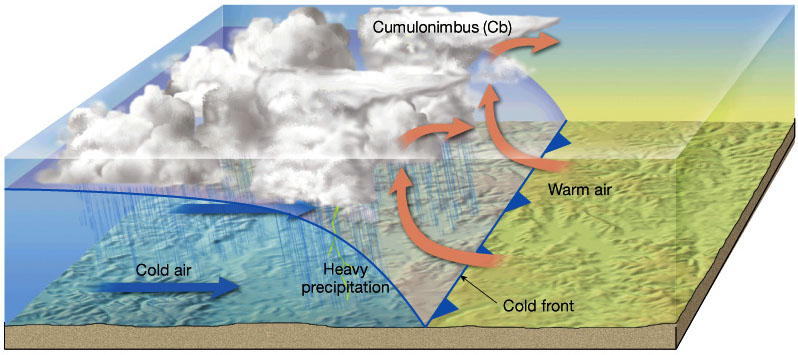 Cumulonimbus (Cb)
Warm air
Cold air
Heavy
precipitation
Cold front